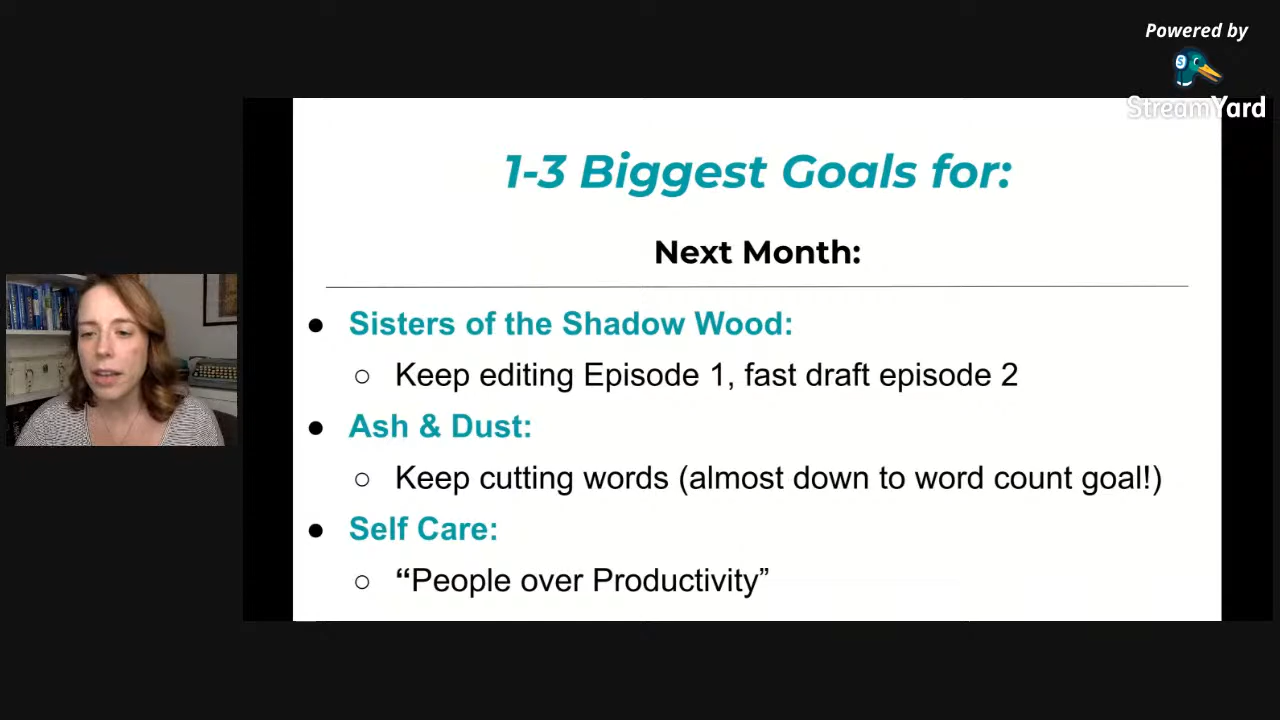 Powered by
StreamYard
1-3 Biggest Goals for:
Next Month:
● Sisters of the Shadow Wood:
○ Keep editing Episode 1, fast draft episode 2
● Ash & Dust:
○ Keep cutting words (almost down to word count goal!)
● Self Care:
○ “People over Productivity”